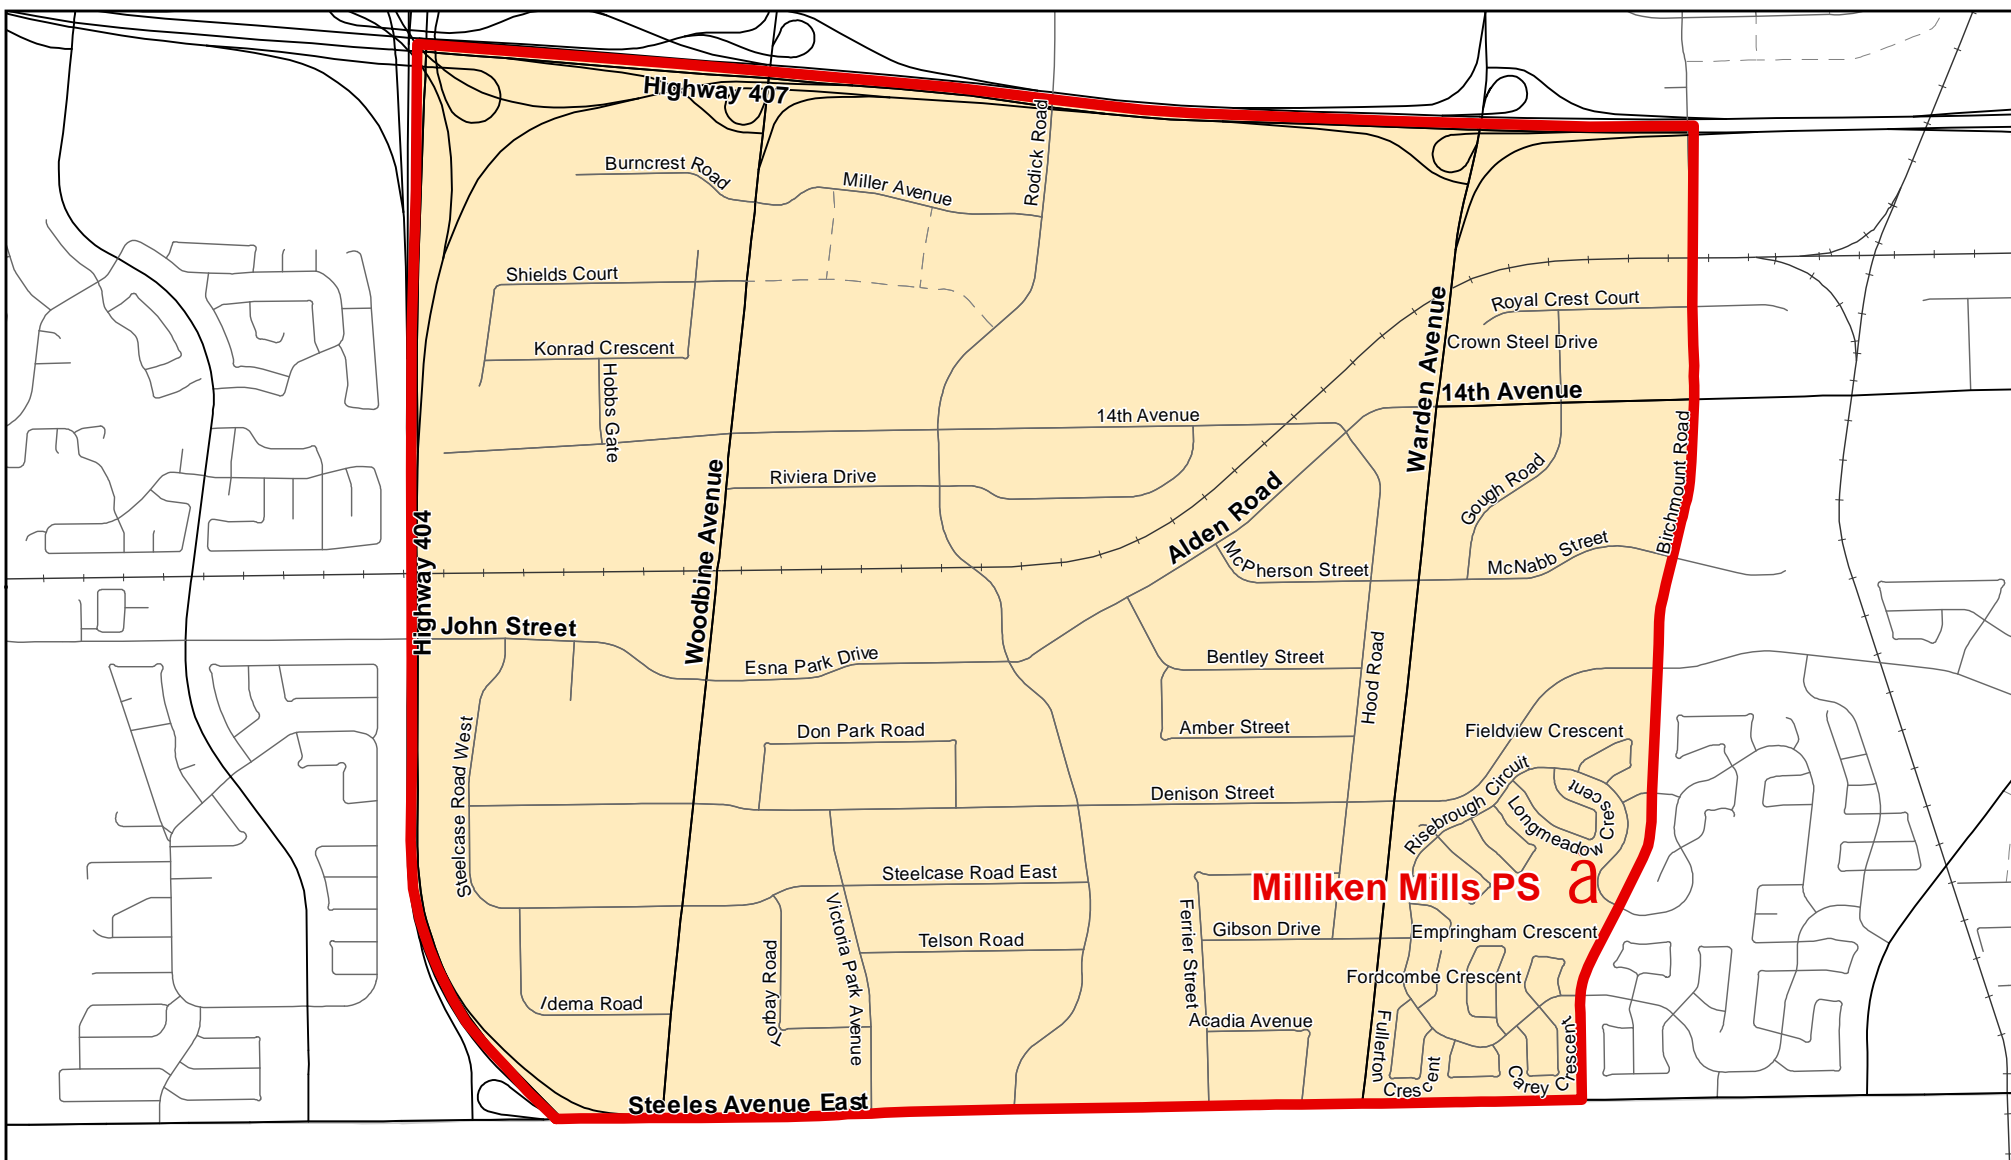 Highway 407
Rodick Road
Burncrest Road
Miller Avenue
Shields Court
Royal Crest Court
Warden Avenue
Crown Steel Drive
Konrad Crescent
Hobbs Gate
14th Avenue
14th Avenue
Birchmount Road
Riviera Drive
Woodbine Avenue
Gough Road
Alden Road
Highway 404
McPherson Street
McNabb Street
John Street
Esna Park Drive
Bentley Street
Hood Road
Steelcase Road West
Don Park Road
Amber Street
Fieldview Crescent
Denison Street
Risebrough Circuit
Longmeadow Crescent
Steelcase Road East
Milliken Mills PS a
Victoria Park Avenue
Ferrier Street
Gibson Drive
Empringham Crescent
Telson Road
Torbay Road
Fordcombe Crescent
Idema Road
Acadia Avenue
Fullerton Crescent
Carey Crescent
Steeles Avenue East